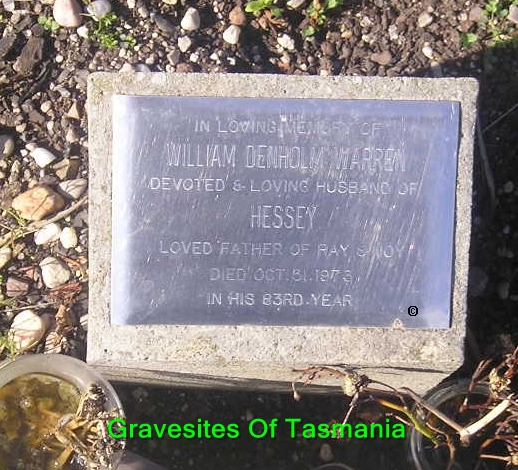 IN LOVING MEMORY OF
WILLIAM DENHOLM WARREN
DEVOTED & LOVING HUSBAND OF
HESSEY
LOVED FATHER OF RAY & JOY
DIED OCT. 31.1973
IN HIS 83RD YEAR
©
Gravesites Of Tasmania